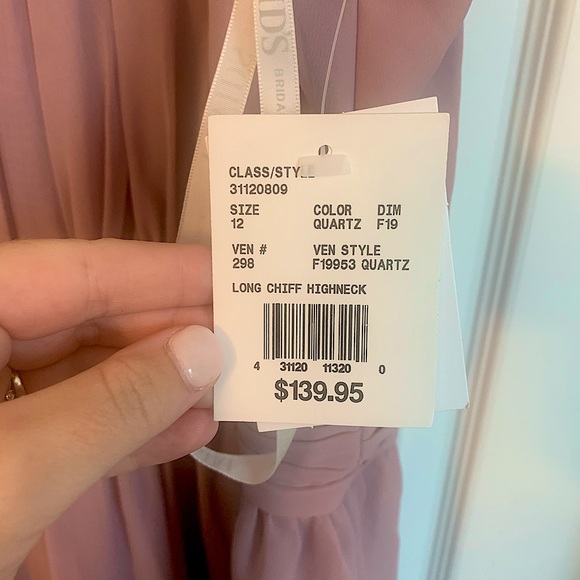 BRIDA
CLASS/STYLE
31120809
SIZE COLOR DIM
12 QUARTZ F19
VEN # VEN STYLE
298 F19953 QUARTZ
LONG CHIFF HIGHNECK
4 31120 11320 0
$139.95